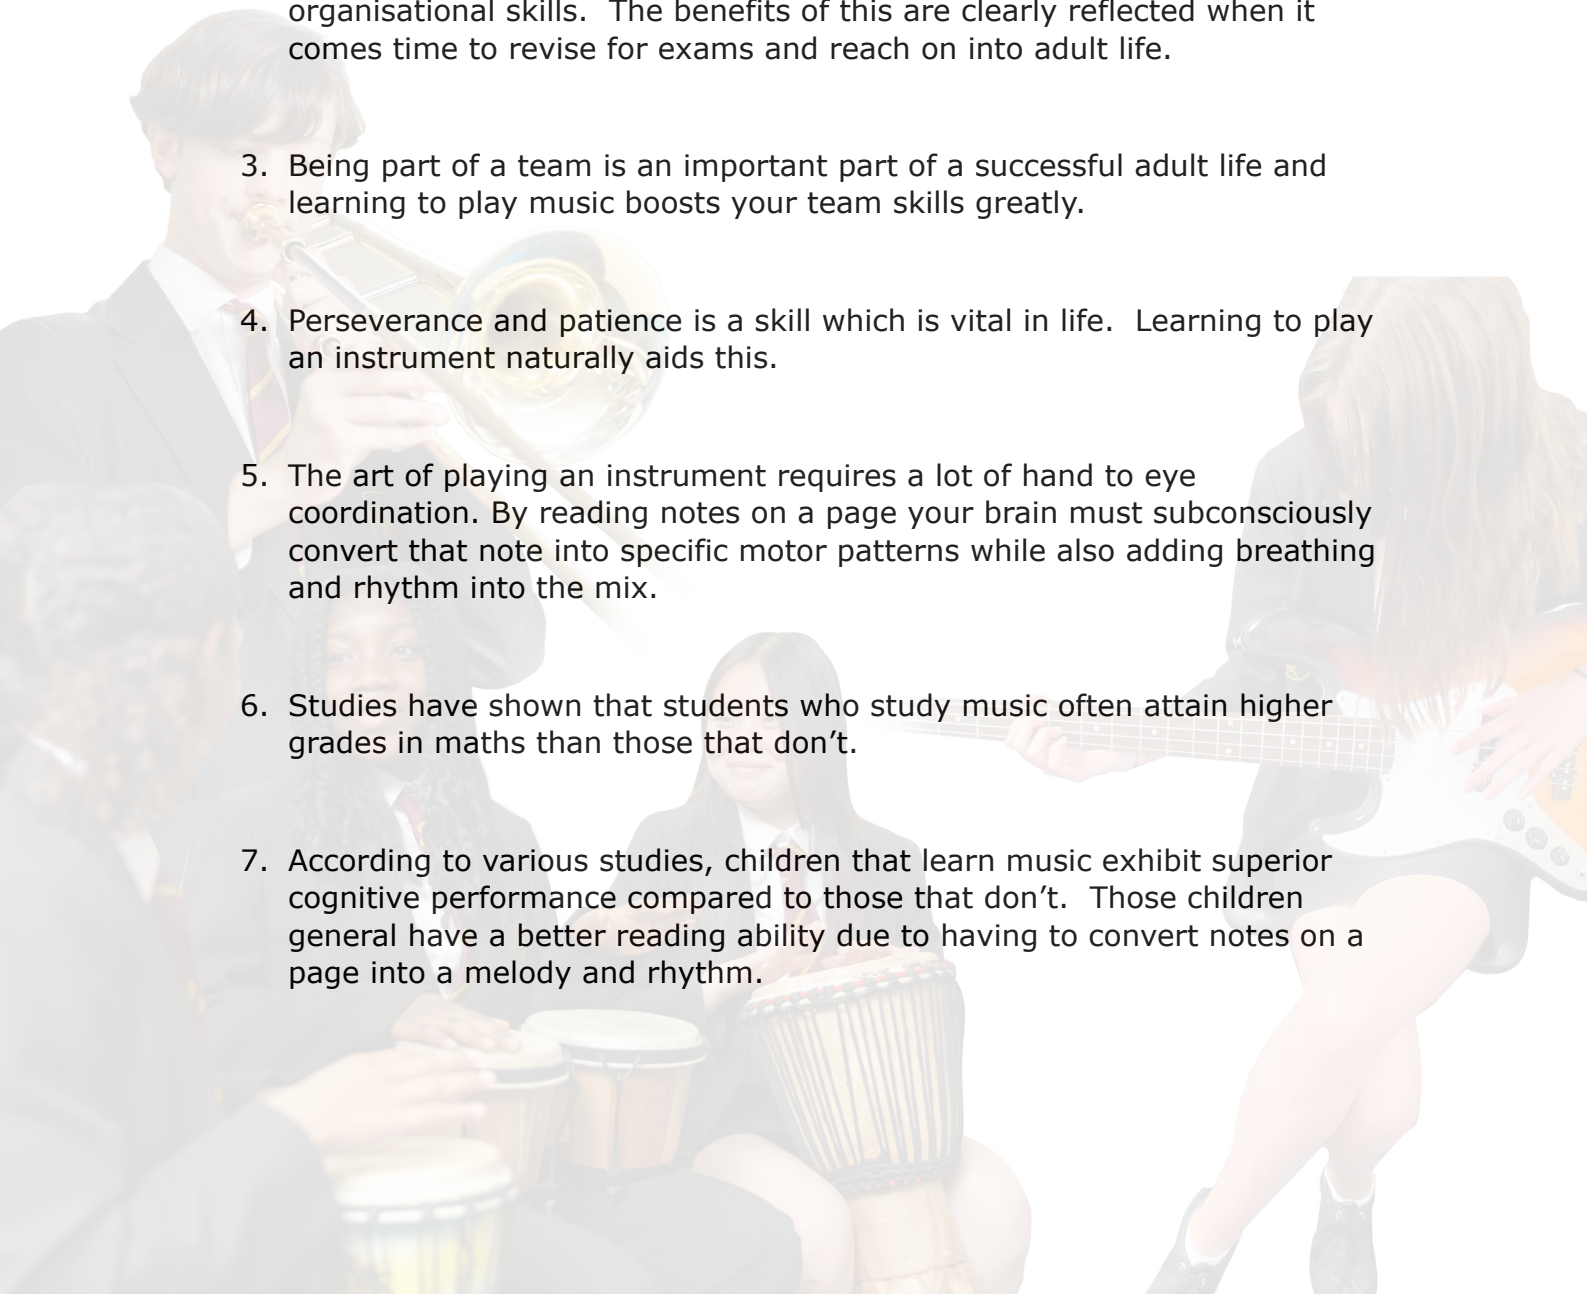 organisational skills.  The benefits of this are clearly reflected when it
comes time to revise for exams and reach on into adult life.
3. Being part of a team is an important part of a successful adult life and
learning to play music boosts your team skills greatly.
4. Perseverance and patience is a skill which is vital in life.  Learning to play
an instrument naturally aids this.
5. The art of playing an instrument requires a lot of hand to eye
coordination. By reading notes on a page your brain must subconsciously
convert that note into specific motor patterns while also adding breathing
and rhythm into the mix.
6. Studies have shown that students who study music often attain higher
grades in maths than those that don’t.
7. According to various studies, children that learn music exhibit superior
cognitive performance compared to those that don’t.  Those children
general have a better reading ability due to having to convert notes on a
page into a melody and rhythm.